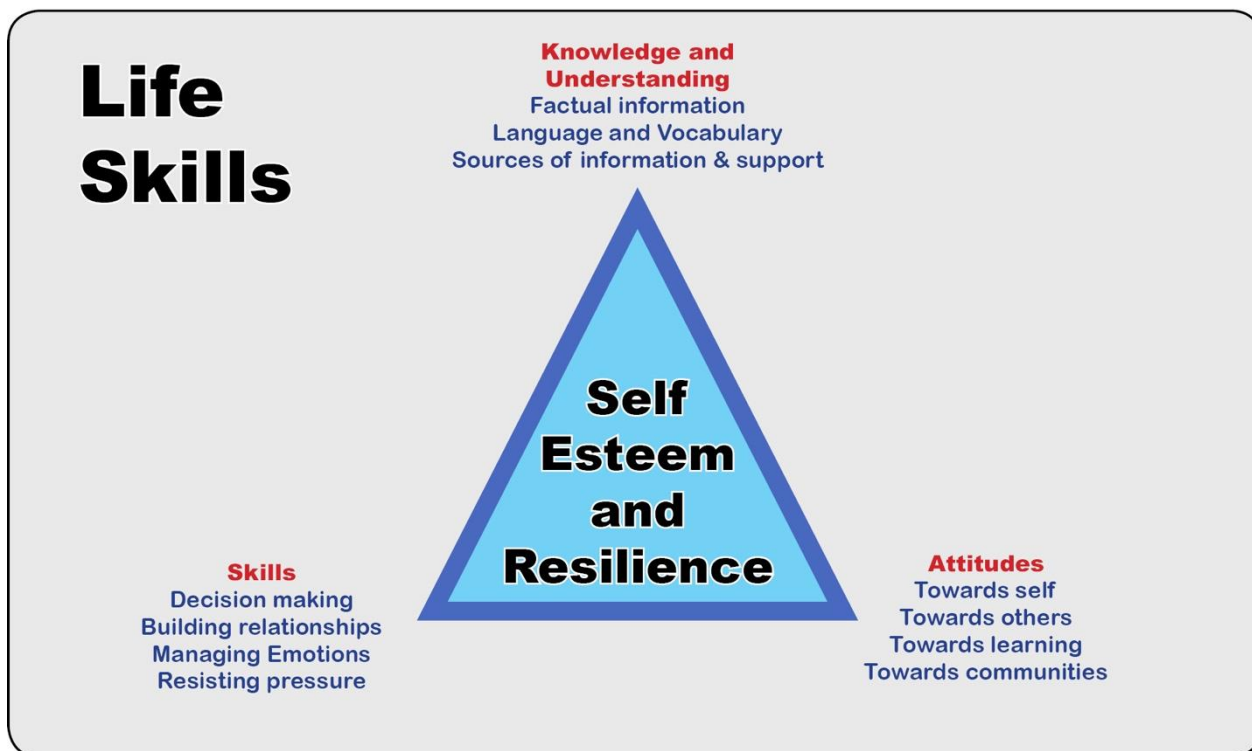 Life
Skills
Knowledge and
Understanding
Factual information
Language and Vocabulary
Sources of information & support
Self
Esteem
and
Resilience
Skills
Decision making
Building relationships
Managing Emotions
Resisting pressure
Attitudes
Towards self
Towards others
Towards learning
Towards communities